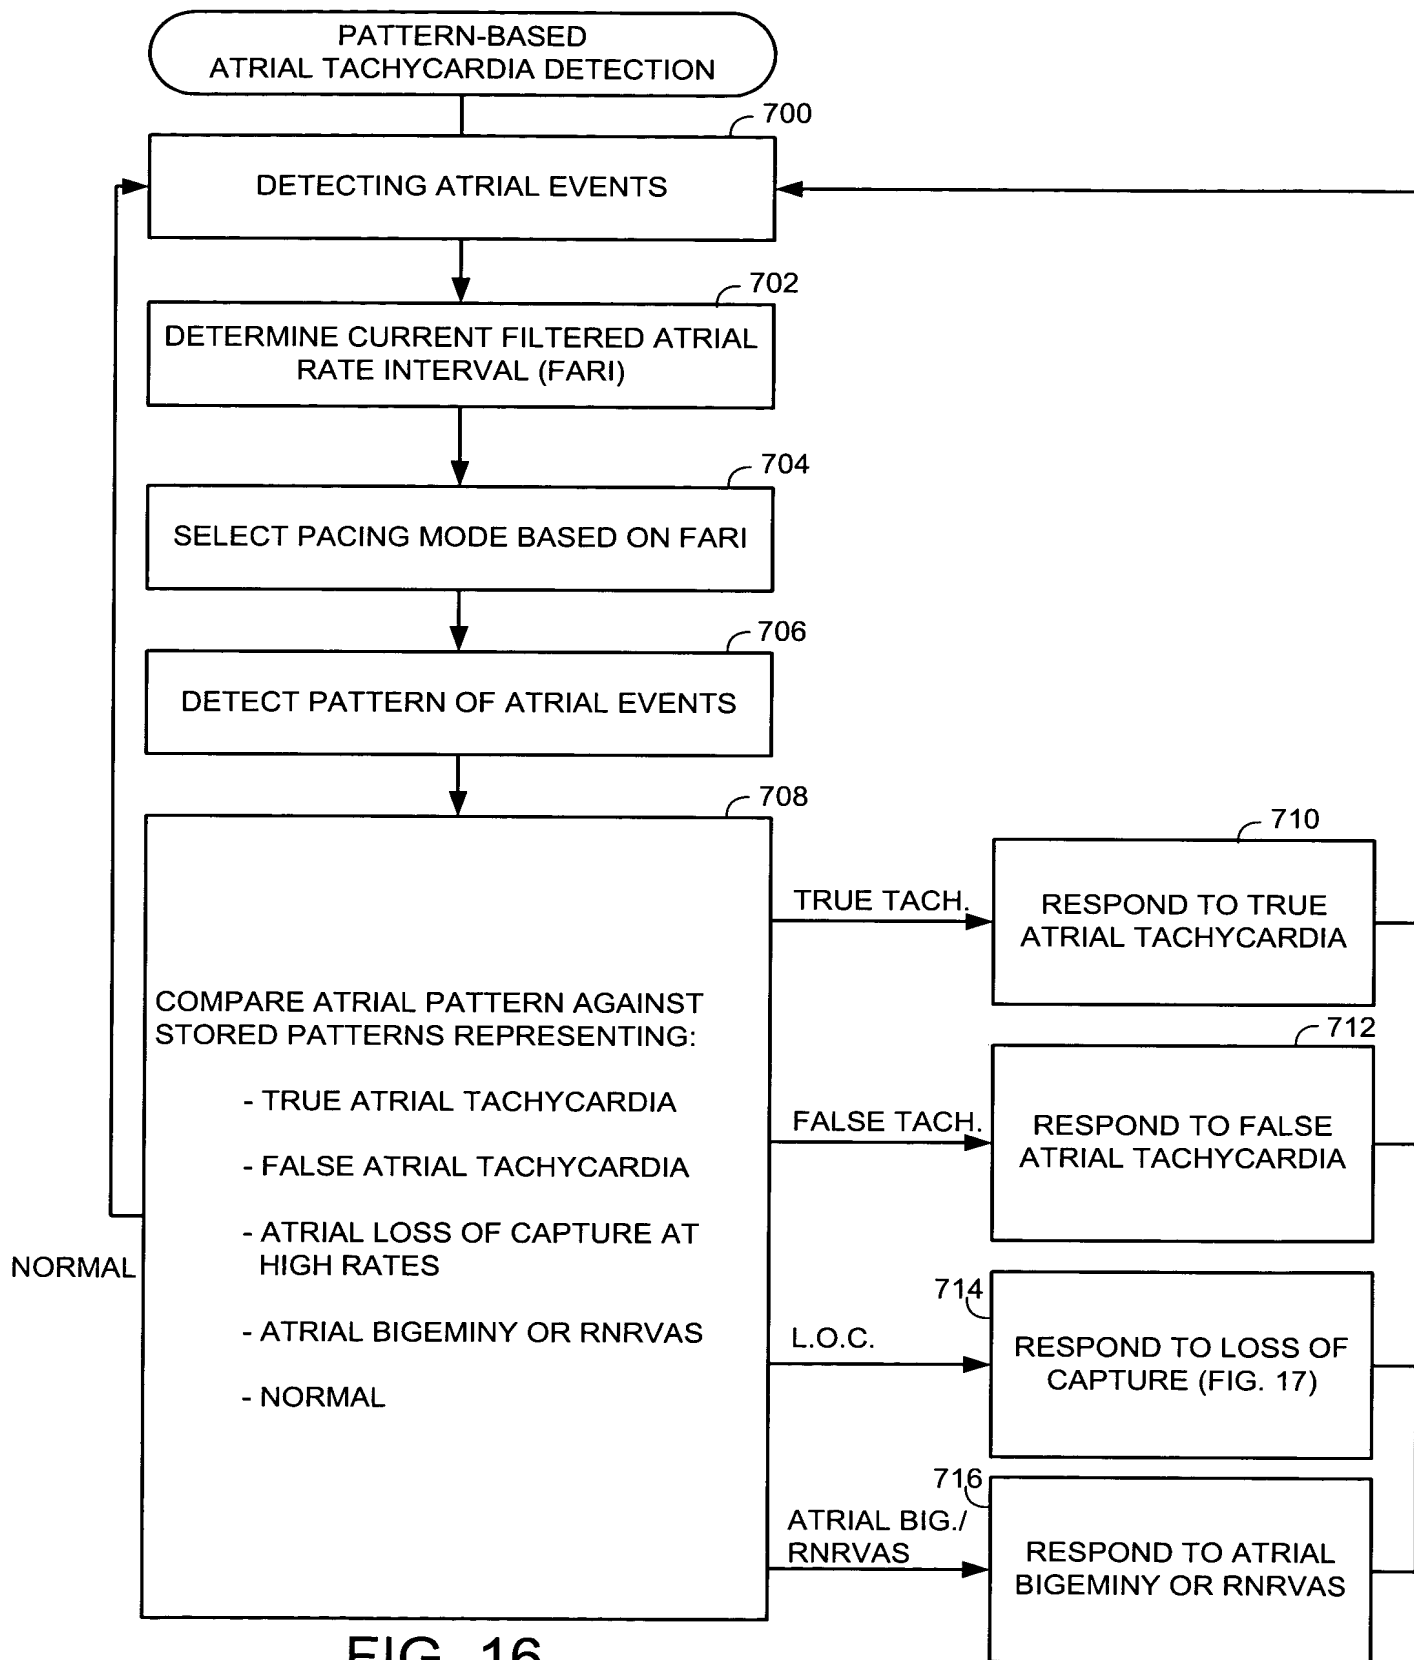 PATTERN-BASED
ATRIAL TACHYCARDIA DETECTION
700
DETECTING ATRIAL EVENTS
702
DETERMINE CURRENT FILTERED ATRIAL
RATE INTERVAL (FARI)
704
SELECT PACING MODE BASED ON FARI
706
DETECT PATTERN OF ATRIAL EVENTS
708
COMPARE ATRIAL PATTERN AGAINST
STORED PATTERNS REPRESENTING:
- TRUE ATRIAL TACHYCARDIA
- FALSE ATRIAL TACHYCARDIA
- ATRIAL LOSS OF CAPTURE AT
HIGH RATES
- ATRIAL BIGEMINY OR RNRVAS
- NORMAL
NORMAL
TRUE TACH.
710
RESPOND TO TRUE
ATRIAL TACHYCARDIA
FALSE TACH.
712
RESPOND TO FALSE
ATRIAL TACHYCARDIA
L.O.C.
714
RESPOND TO LOSS OF
CAPTURE (FIG. 17)
ATRIAL BIG./
RNRVAS
716
RESPOND TO ATRIAL
BIGEMINY OR RNRVAS
FIG. 16